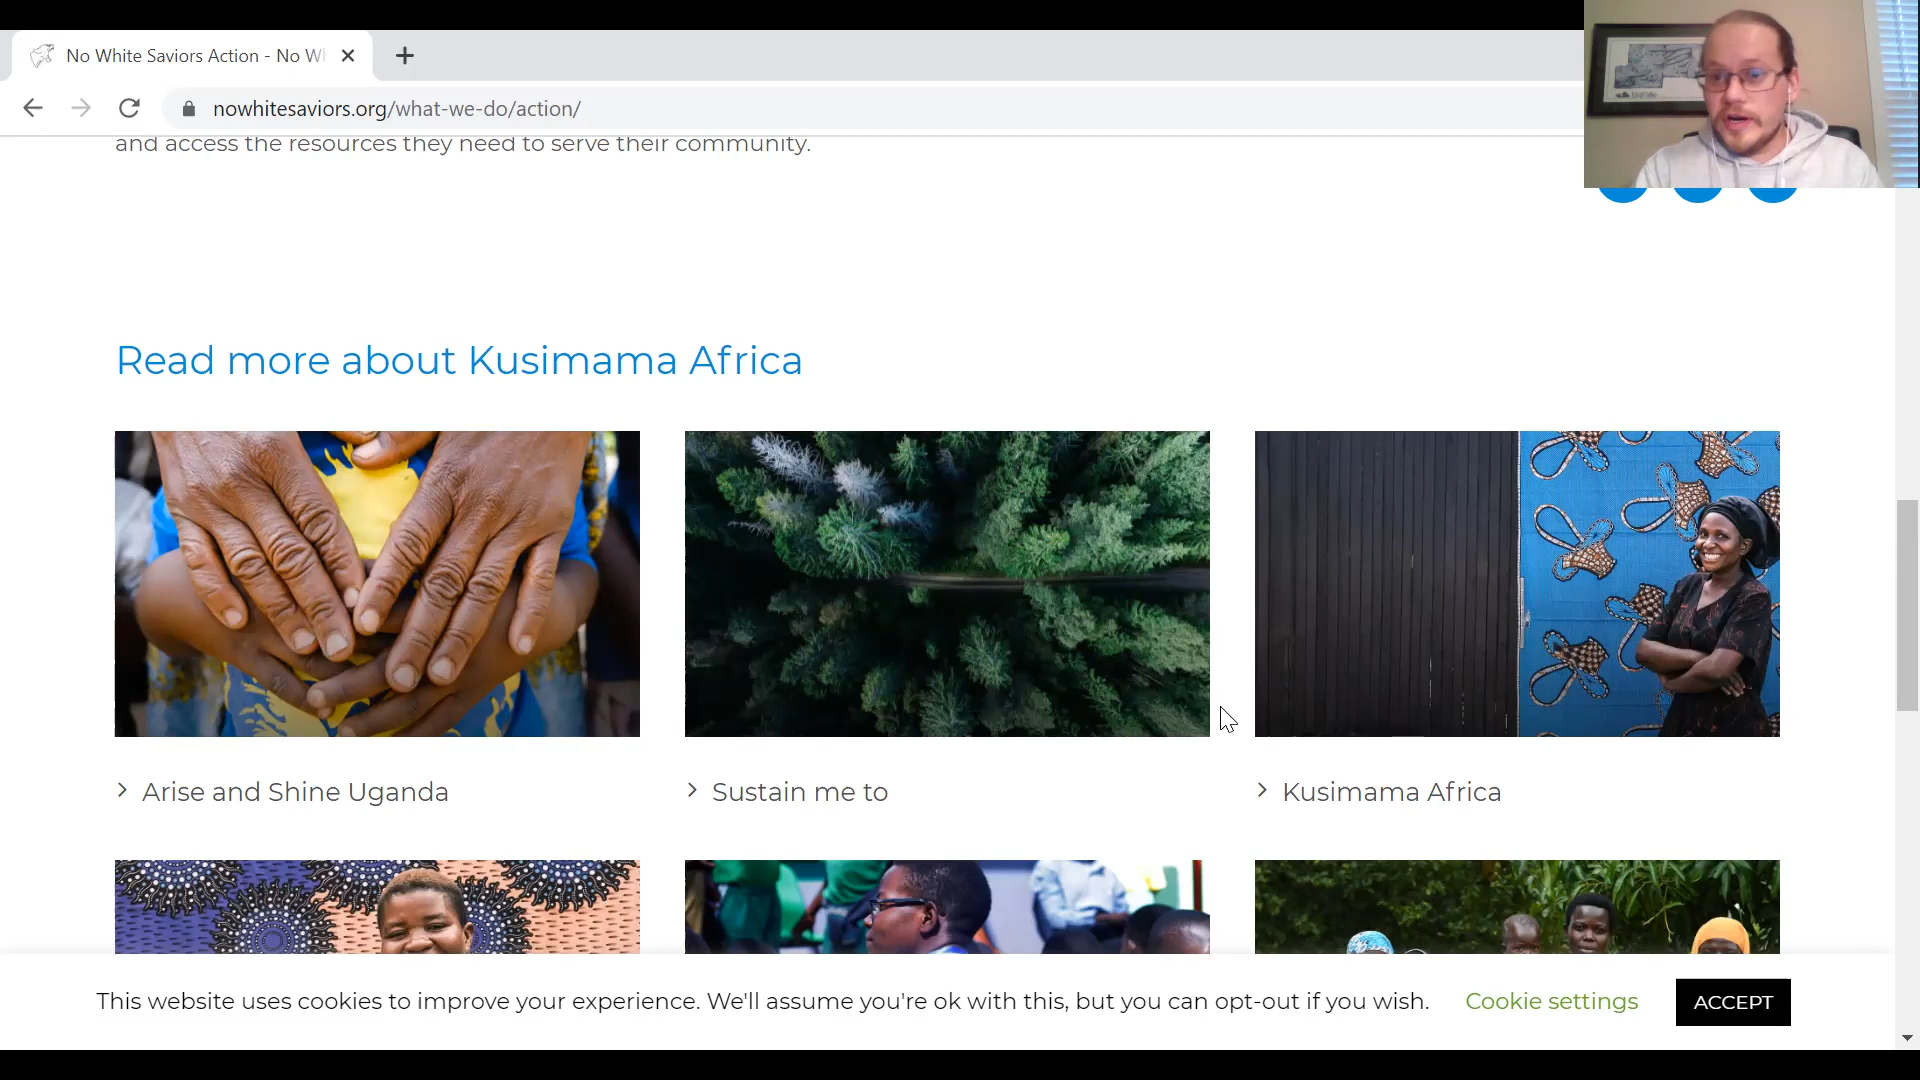 No White Saviors Action - No Wh
nowhitesaviors.org/what-we-do/action/
and access the resources they need to serve their community.
Read more about Kusimama Africa
Arise and Shine Uganda
Sustain me to
Kusimama Africa
This website uses cookies to improve your experience. We'll assume you're ok with this, but you can opt-out if you wish.
Cookie settings
ACCEPT